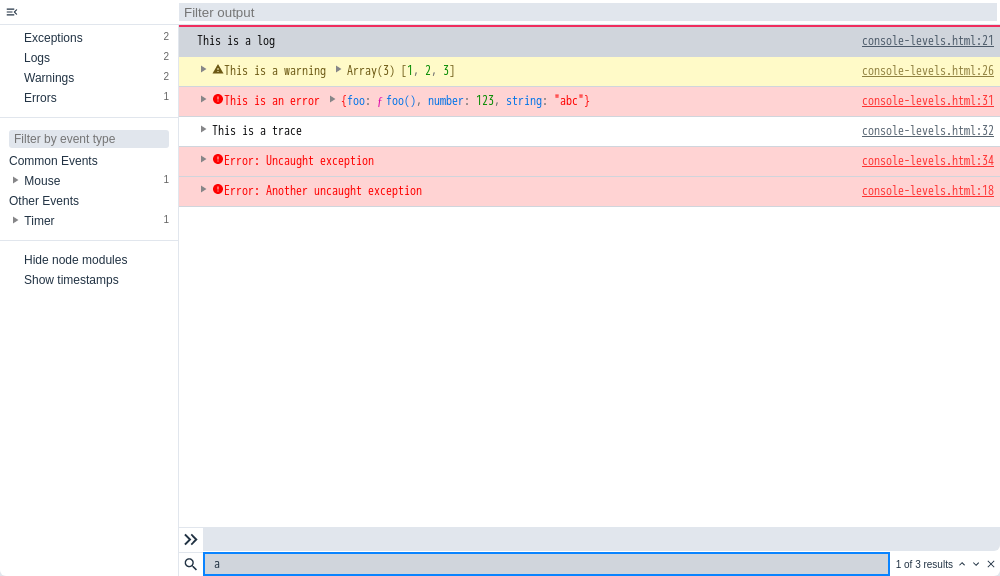 Filter output
Exceptions 2
Logs 2
Warnings 2
Errors 1
Filter by event type
Common Events
Mouse 1
Other Events
Timer 1
Hide node modules
Show timestamps
This is a log console-levels.html:21
This is a warning Array(3) [1, 2, 3] console-levels.html:26
This is an error {foo: ƒ foo(), number: 123, string: "abc"} console-levels.html:31
This is a trace console-levels.html:32
Error: Uncaught exception console-levels.html:34
Error: Another uncaught exception console-levels.html:18
a 1 of 3 results